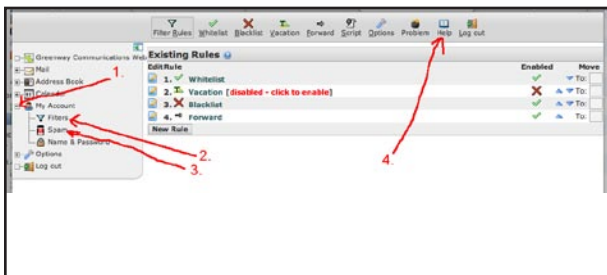 Filter Rules Whitelist Blacklist Vacation Forward Script Options Problem Help Log out
Greenway Communications Web
Mail
Address Book
Calendar
My Account
Filters
Spam
Name & Password
Options
Log out
1.
2.
3.
4.
Existing Rules
Edit Rule Enabled Move
1. Whitelist To:
2. Vacation [disabled - click to enable] To:
3. Blacklist To:
4. Forward To:
New Rule